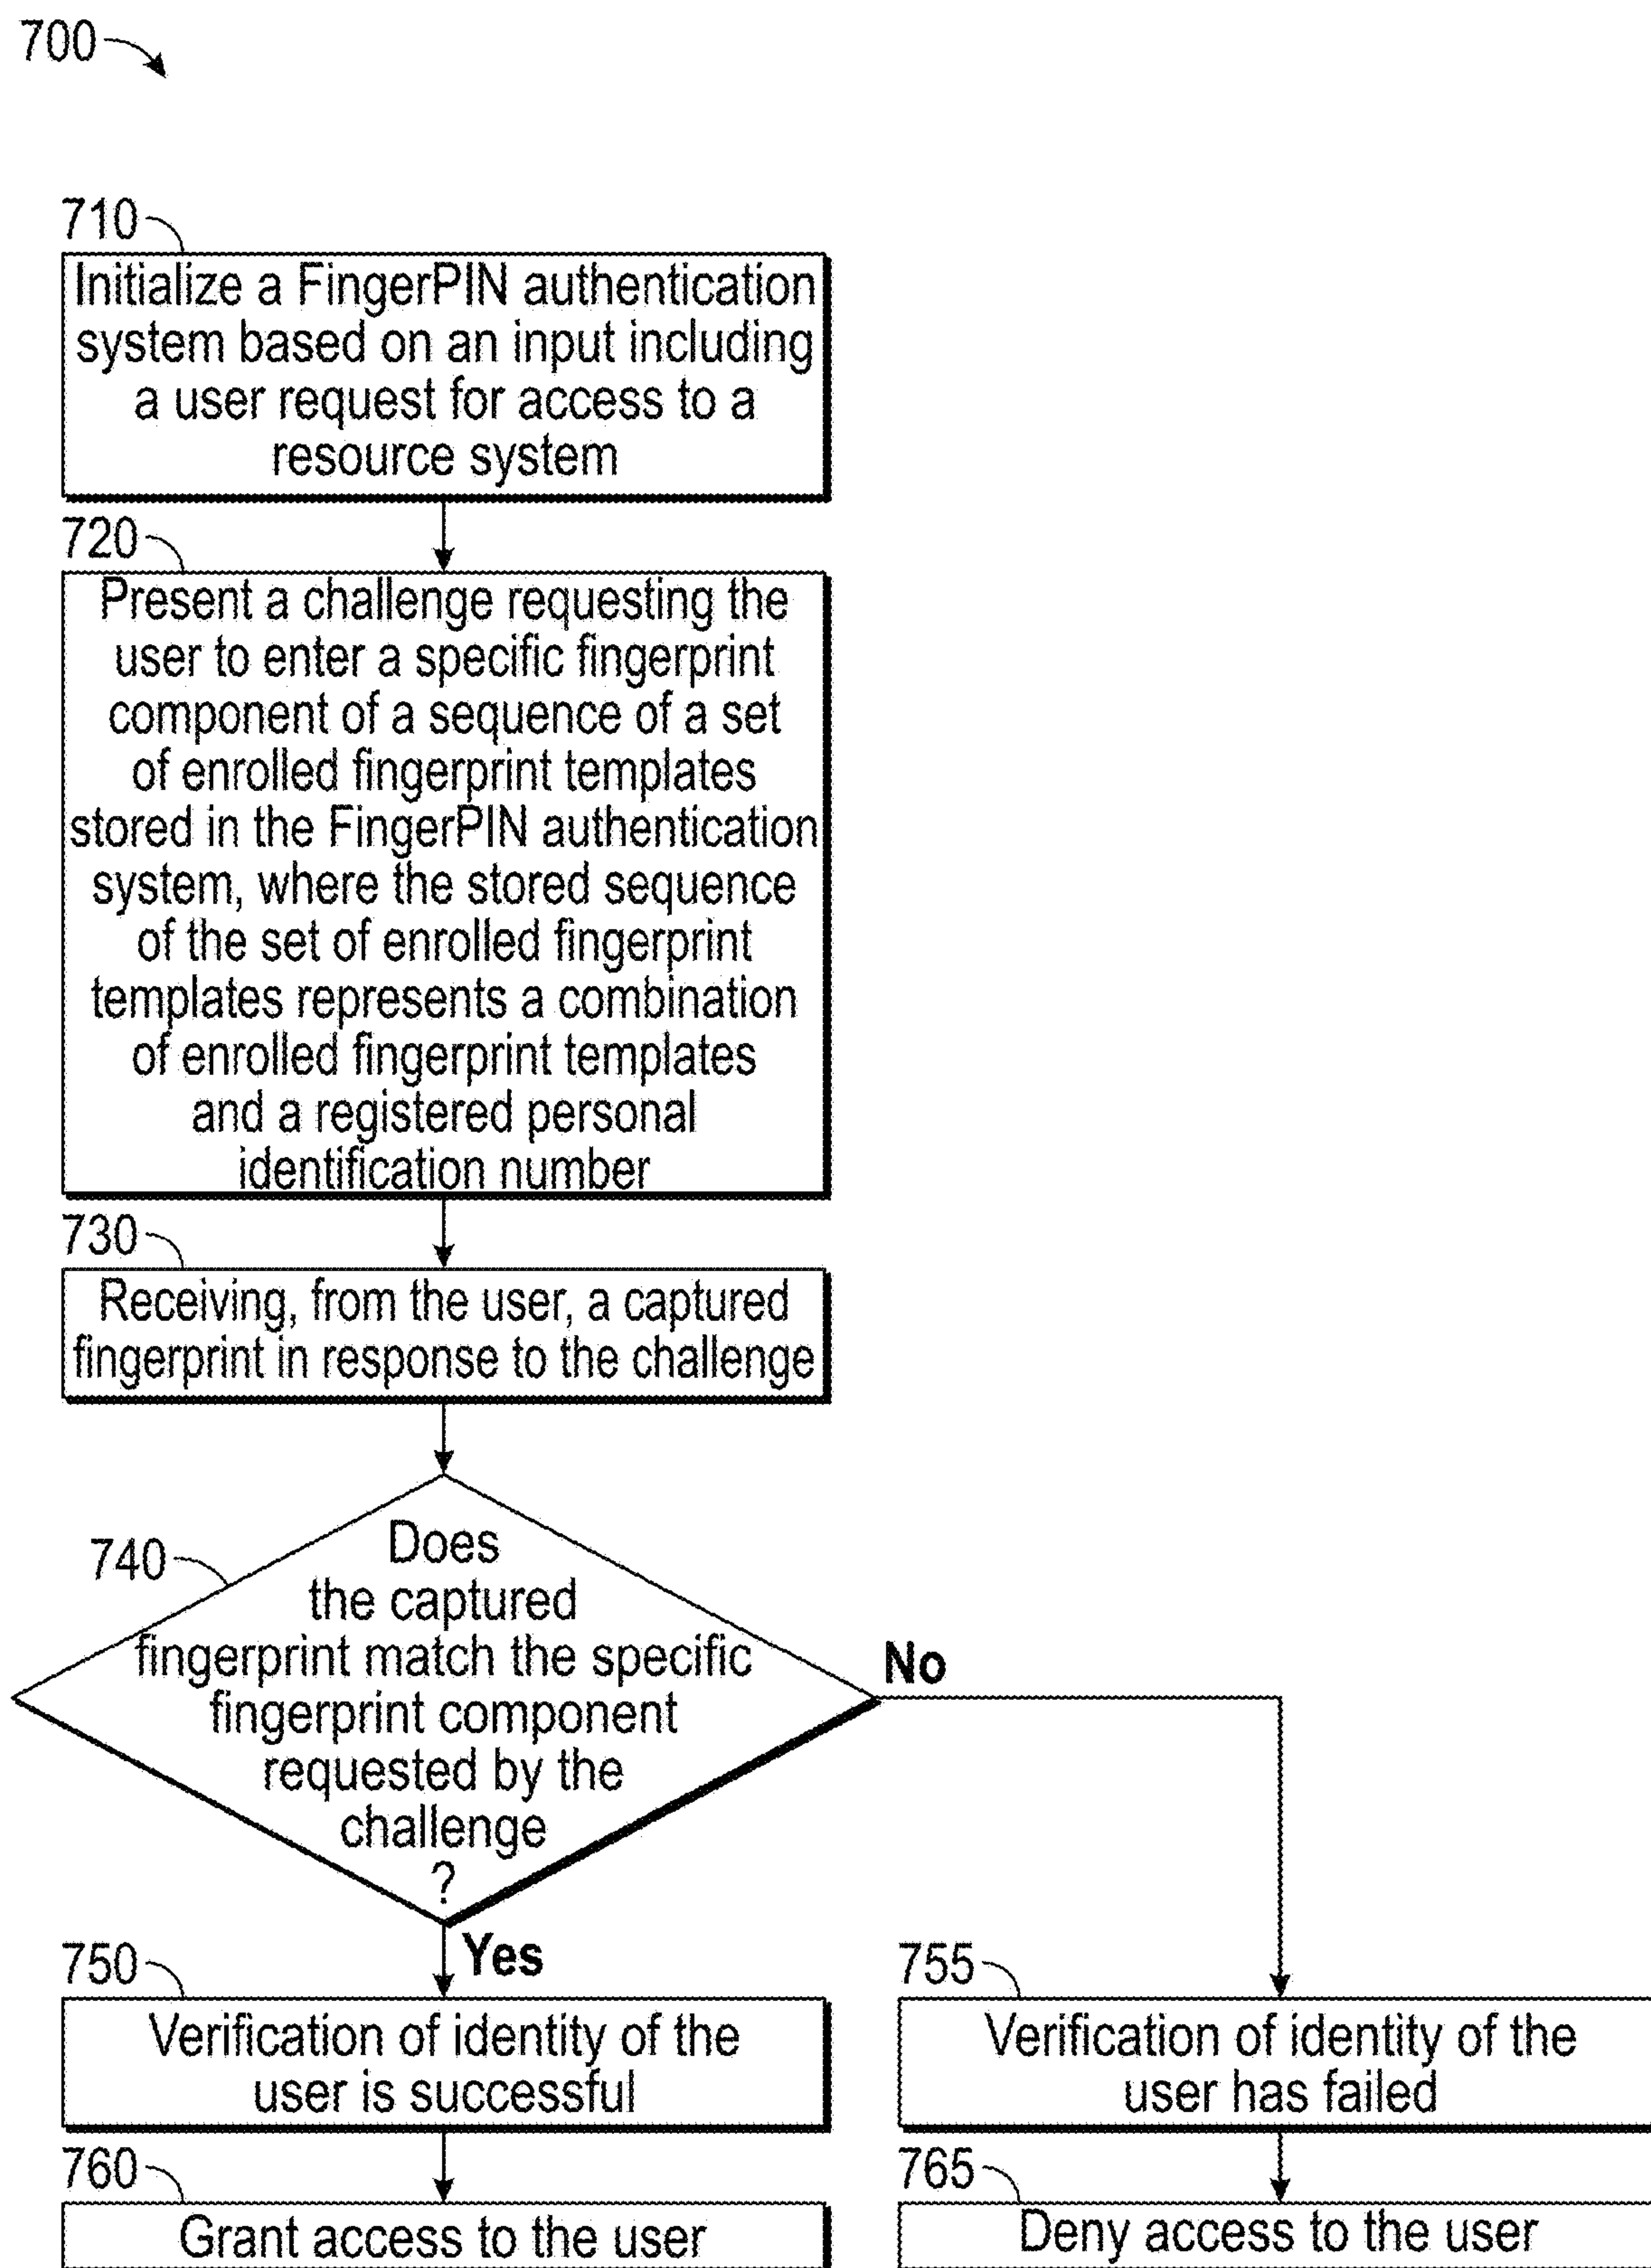 700
710
Initialize a FingerPIN authentication
system based on an input including
a user request for access to a
resource system
720
Present a challenge requesting the
user to enter a specific fingerprint
component of a sequence of a set
of enrolled fingerprint templates
stored in the FingerPIN authentication
system, where the stored sequence
of the set of enrolled fingerprint
templates represents a combination
of enrolled fingerprint templates
and a registered personal
identification number
730
Receiving, from the user, a captured
fingerprint in response to the challenge
740
Does
the captured
fingerprint match the specific
fingerprint component
requested by the
challenge
?
No
Yes
750
Verification of identity of the
user is successful
755
Verification of identity of the
user has failed
760
Grant access to the user
765
Deny access to the user